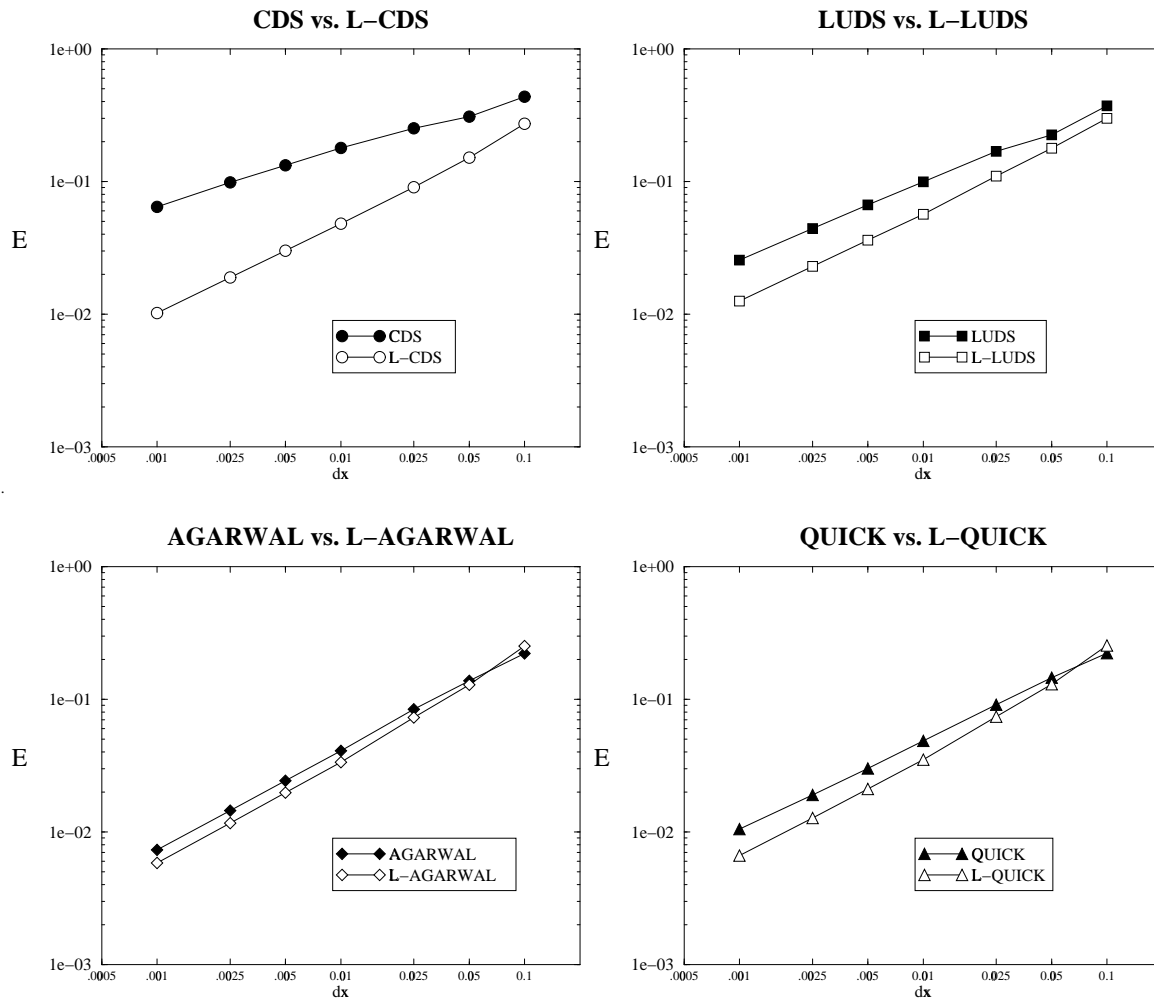 CDS vs. L−CDS
1e+00
1e−01
E
1e−02
CDS
L−CDS
1e−03
.0005 .001 .0025 .005 0.01 0.025 0.05 0.1
dx
LUDS vs. L−LUDS
1e+00
1e−01
E
1e−02
LUDS
L−LUDS
1e−03
.0005 .001 .0025 .005 0.01 0.025 0.05 0.1
dx
AGARWAL vs. L−AGARWAL
1e+00
1e−01
E
1e−02
AGARWAL
L−AGARWAL
1e−03
.0005 .001 .0025 .005 0.01 0.025 0.05 0.1
dx
QUICK vs. L−QUICK
1e+00
1e−01
E
1e−02
QUICK
L−QUICK
1e−03
.0005 .001 .0025 .005 0.01 0.025 0.05 0.1
dx